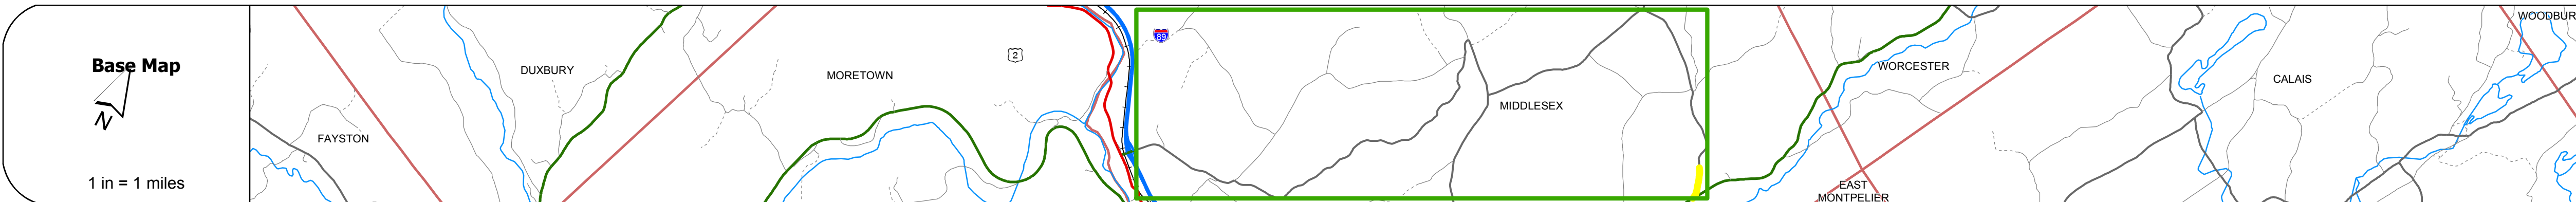 Base Map
N
1 in = 1 miles
FAYSTON
DUXBURY
MORETOWN
2
89
MIDDLESEX
WORCESTER
EAST
MONTPELIER
CALAIS
WOODBUR